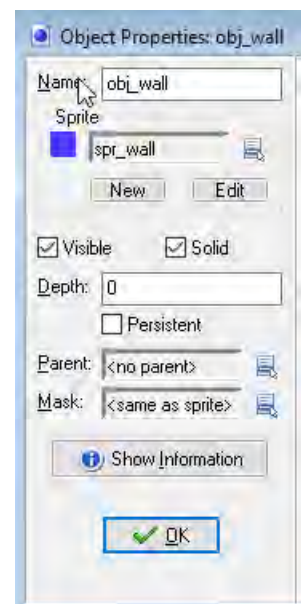 Object Properties: obj_wall
Name: obj_wall
Sprite
spr_wall
New Edit
Visible Solid
Depth: 0
Persistent
Parent: <no parent>
Mask: <same as sprite>
Show Information
OK